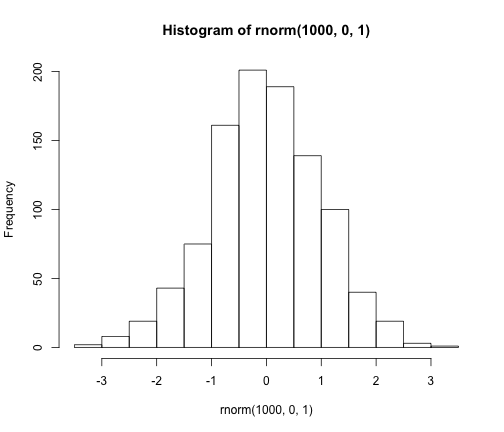 Histogram of rnorm(1000, 0, 1)
200
150
100
50
0
Frequency
-3 -2 -1 0 1 2 3
rnorm(1000, 0, 1)